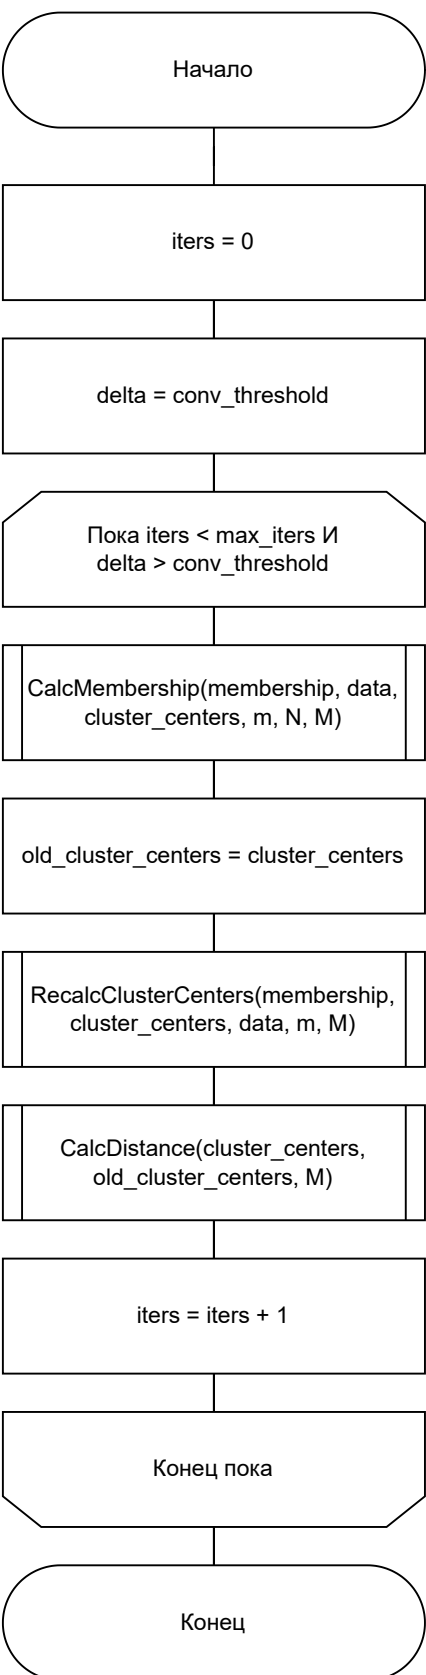 Начало
iters = 0
delta = conv_threshold
Пока iters < max_iters И
delta > conv_threshold
CalcMembership(membership, data,
cluster_centers, m, N, M)
old_cluster_centers = cluster_centers
RecalcClusterCenters(membership,
cluster_centers, data, m, M)
CalcDistance(cluster_centers,
old_cluster_centers, M)
iters = iters + 1
Конец пока
Конец